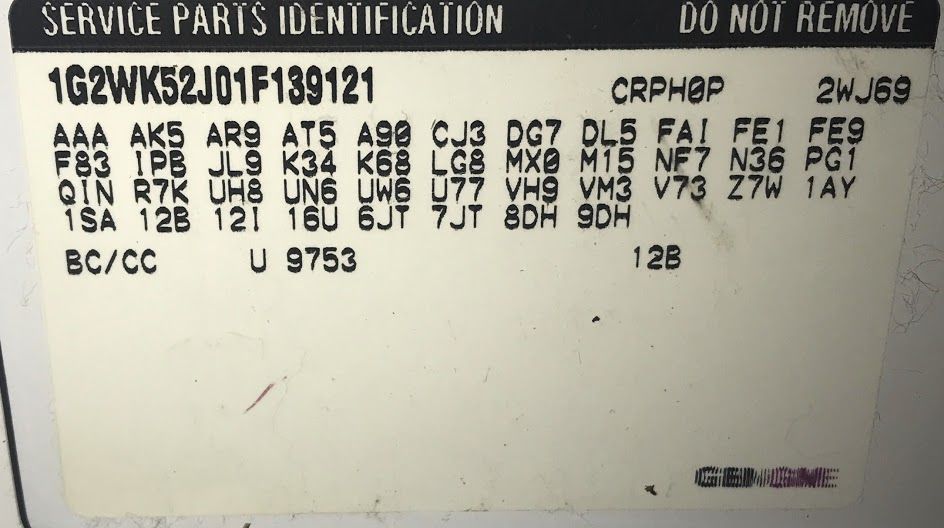 SERVICE PARTS IDENTIFICATION DO NOT REMOVE
1G2WK52J01F139121 CRPH0P 2WJ69
AAA AK5 AR9 AT5 A90 CJ3 DG7 DL5 FAI FE1 FE9
F83 IPB JL9 K34 K68 LG8 MX0 M15 NF7 N36 PG1
QIN R7K UH8 UN6 UW6 U77 VH9 VM3 V73 Z7W 1AY
1SA 12B 12I 16U 6JT 7JT 8DH 9DH
BC/CC U 9753 12B